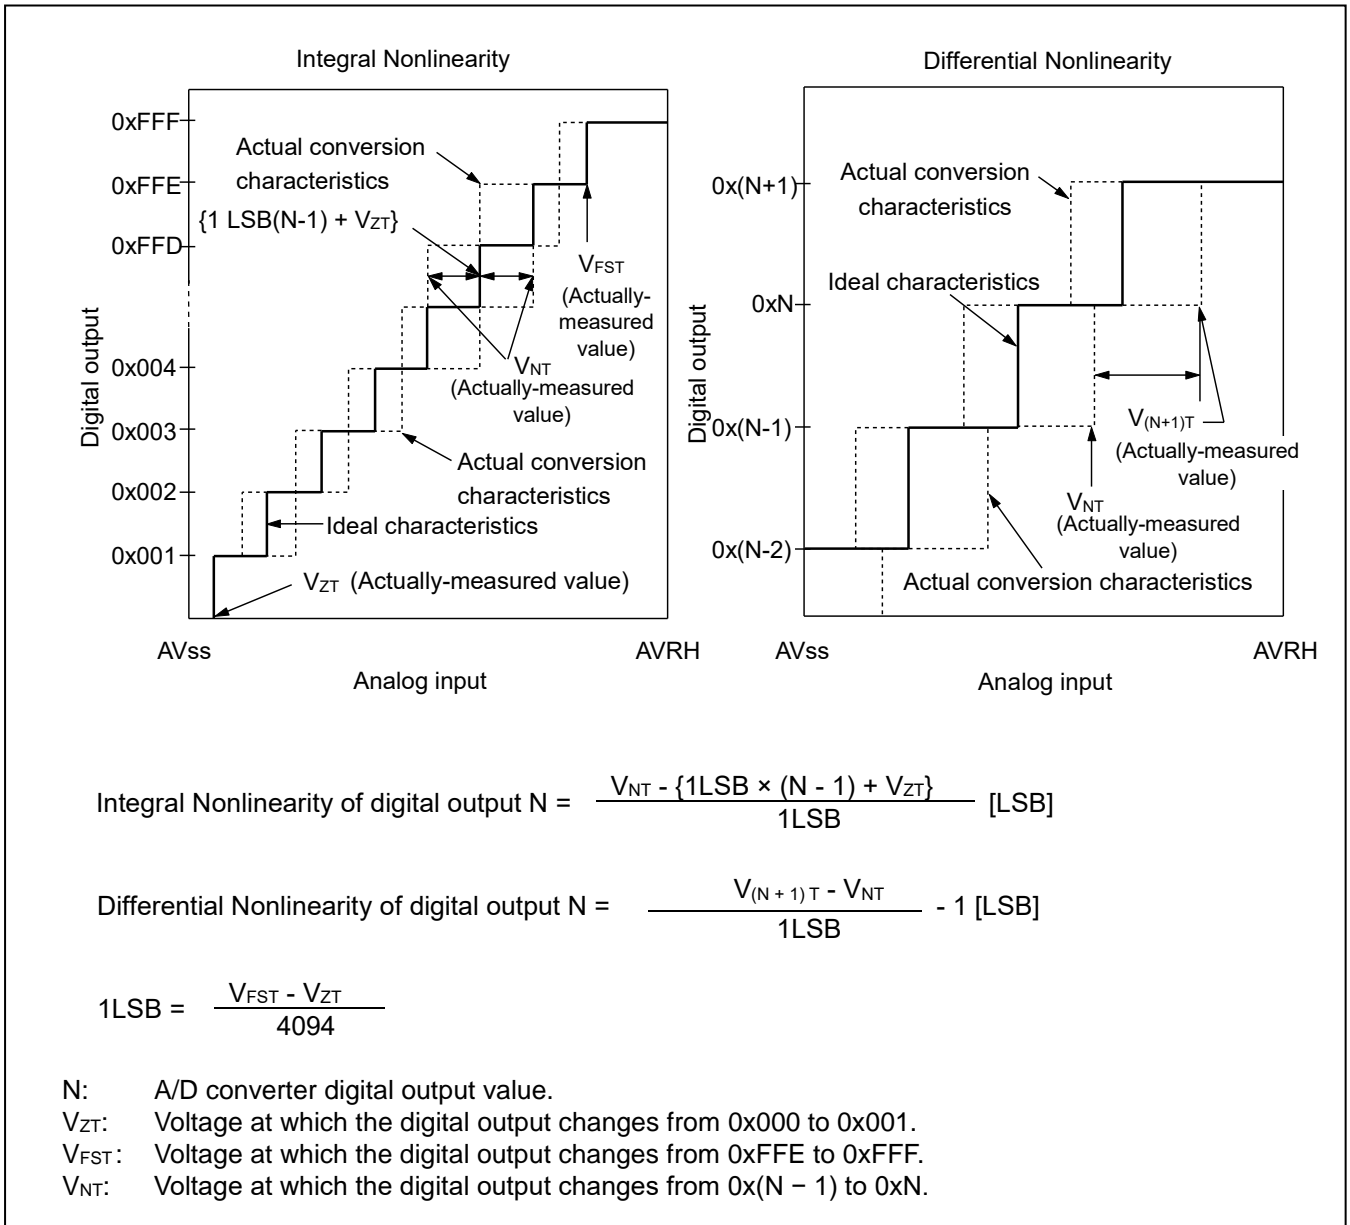 Integral Nonlinearity
0xFFF
0xFFE
0xFFD
0x004
0x003
0x002
0x001
Digital output
Actual conversion
characteristics
{1 LSB(N-1) + VZT}
VFST
(Actually-
measured
value)
VNT
(Actually-measured
value)
Actual conversion
characteristics
Ideal characteristics
VZT (Actually-measured value)
AVss
AVRH
Analog input
Differential Nonlinearity
0x(N+1)
0xN
0x(N-1)
0x(N-2)
Digital output
Actual conversion
characteristics
Ideal characteristics
V(N+1)T
(Actually-measured
value)
VNT
(Actually-measured
value)
Actual conversion characteristics
AVss
AVRH
Analog input
Integral Nonlinearity of digital output N = VNT - {1LSB × (N - 1) + VZT} / 1LSB [LSB]
Differential Nonlinearity of digital output N = V(N + 1) T - VNT / 1LSB - 1 [LSB]
1LSB = VFST - VZT / 4094
N: A/D converter digital output value.
VZT: Voltage at which the digital output changes from 0x000 to 0x001.
VFST: Voltage at which the digital output changes from 0xFFE to 0xFFF.
VNT: Voltage at which the digital output changes from 0x(N − 1) to 0xN.